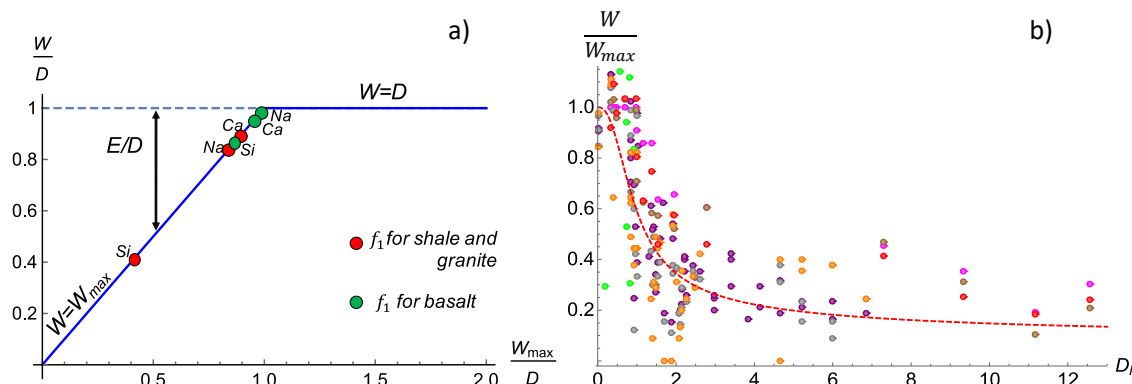 a)
W
D
W=D
1
Na
Ca
Ca
E/D
Na
Si
0.8
0.6
f₁ for shale and
granite
Si
0.4
f₁ for basalt
W=Wmax
0.2
Wmax
D
0.5
1.0
1.5
2.0
b)
W
Wmax
1.0
0.8
0.6
0.4
0.2
0
2
4
6
8
10
12